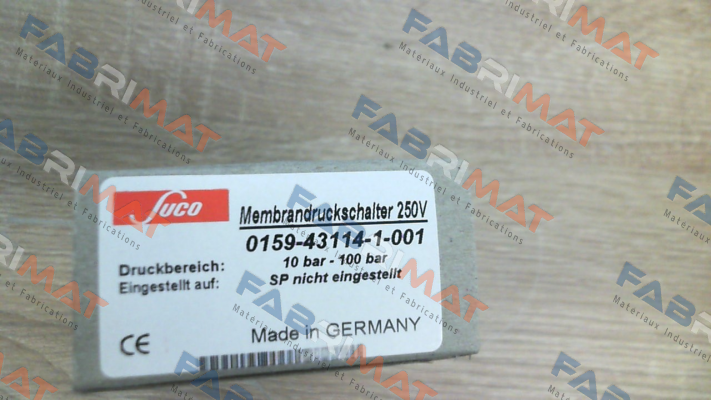 SUCO
Membrandruckschalter 250V
0159-43114-1-001
Druckbereich: 10 bar - 100 bar
Eingestellt auf: SP nicht eingestellt
CE
Made in GERMANY
FABRIMAT
Materiaux Industriel et Fabrications